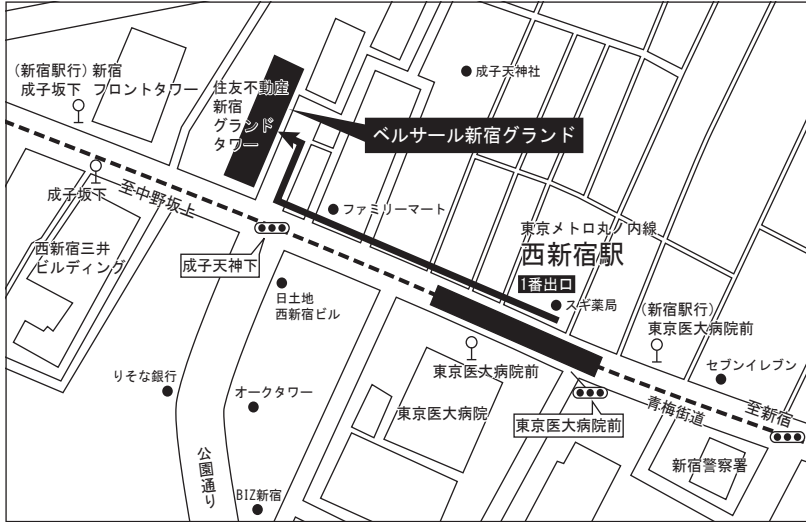 (新宿駅行)
成子坂下
新宿
フロントタワー
住友不動産
新宿
グランド
タワー
成子天神社
ベルサール新宿グランド
成子坂下
至中野坂上
ファミリーマート
西新宿三井
ビルディング
成子天神下
東京メトロ丸ノ内線
西新宿駅
1番出口
スギ薬局
日土地
西新宿ビル
(新宿駅行)
東京医大病院前
セブンイレブン
りそな銀行
オークタワー
東京医大病院前
東京医大病院
東京医大病院前
青梅街道
至新宿
公園通り
新宿警察署
BIZ新宿